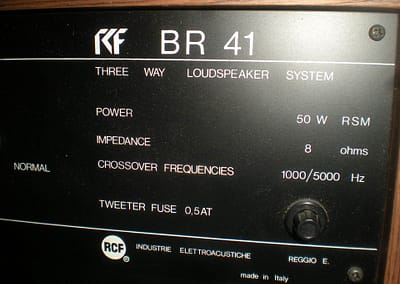 RCF BR 41
THREE WAY LOUDSPEAKER SYSTEM
POWER 50 W RSM
IMPEDANCE 8 ohms
CROSSOVER FREQUENCIES 1000/5000 Hz
NORMAL
TWEETER FUSE 0,5AT
RCF ® INDUSTRIE ELETTROACUSTICHE REGGIO E.
made in Italy